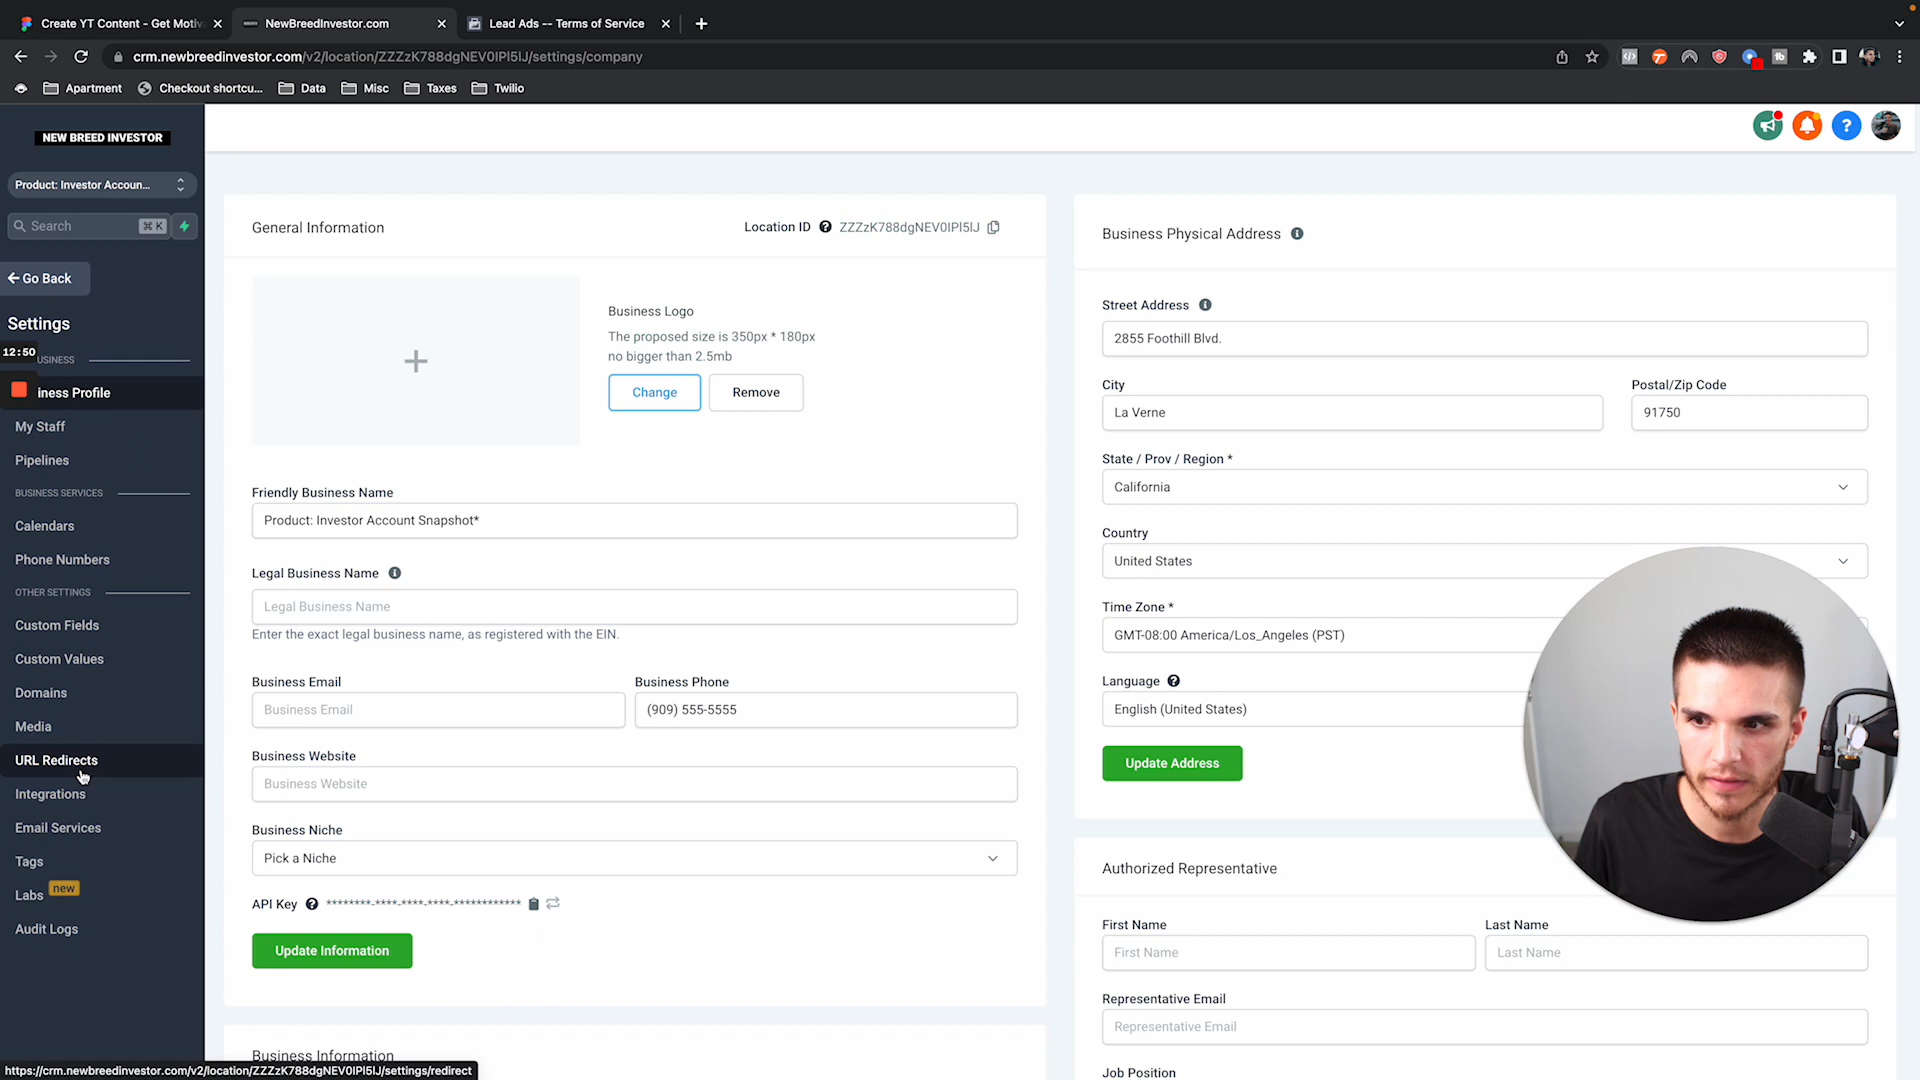 Create YT Content - Get Motiv
NewBreedInvestor.com
Lead Ads -- Terms of Service
crm.newbreedinvestor.com/v2/location/ZZZzK788dgNEV0IPl5IJ/settings/company
Apartment
Checkout shortcu...
Data
Misc
Taxes
Twilio
NEW BREED INVESTOR
Product: Investor Accoun...
Search
⌘ K
Go Back
Settings
12:50
USINESS
iness Profile
My Staff
Pipelines
BUSINESS SERVICES
Calendars
Phone Numbers
OTHER SETTINGS
Custom Fields
Custom Values
Domains
Media
URL Redirects
Integrations
Email Services
Tags
Labs new
Audit Logs
General Information
Location ID ZZZzK788dgNEV0IPl5IJ
Business Logo
The proposed size is 350px * 180px
no bigger than 2.5mb
Change
Remove
Friendly Business Name
Product: Investor Account Snapshot*
Legal Business Name
Legal Business Name
Enter the exact legal business name, as registered with the EIN.
Business Email
Business Email
Business Phone
(909) 555-5555
Business Website
Business Website
Business Niche
Pick a Niche
API Key ********-****-****-****-************
Update Information
Business Information
Business Physical Address
Street Address
2855 Foothill Blvd.
City
La Verne
Postal/Zip Code
91750
State / Prov / Region *
California
Country
United States
Time Zone *
GMT-08:00 America/Los_Angeles (PST)
Language
English (United States)
Update Address
Authorized Representative
First Name
First Name
Last Name
Last Name
Representative Email
Representative Email
Job Position
https://crm.newbreedinvestor.com/v2/location/ZZZzK788dgNEV0IPl5IJ/settings/redirect